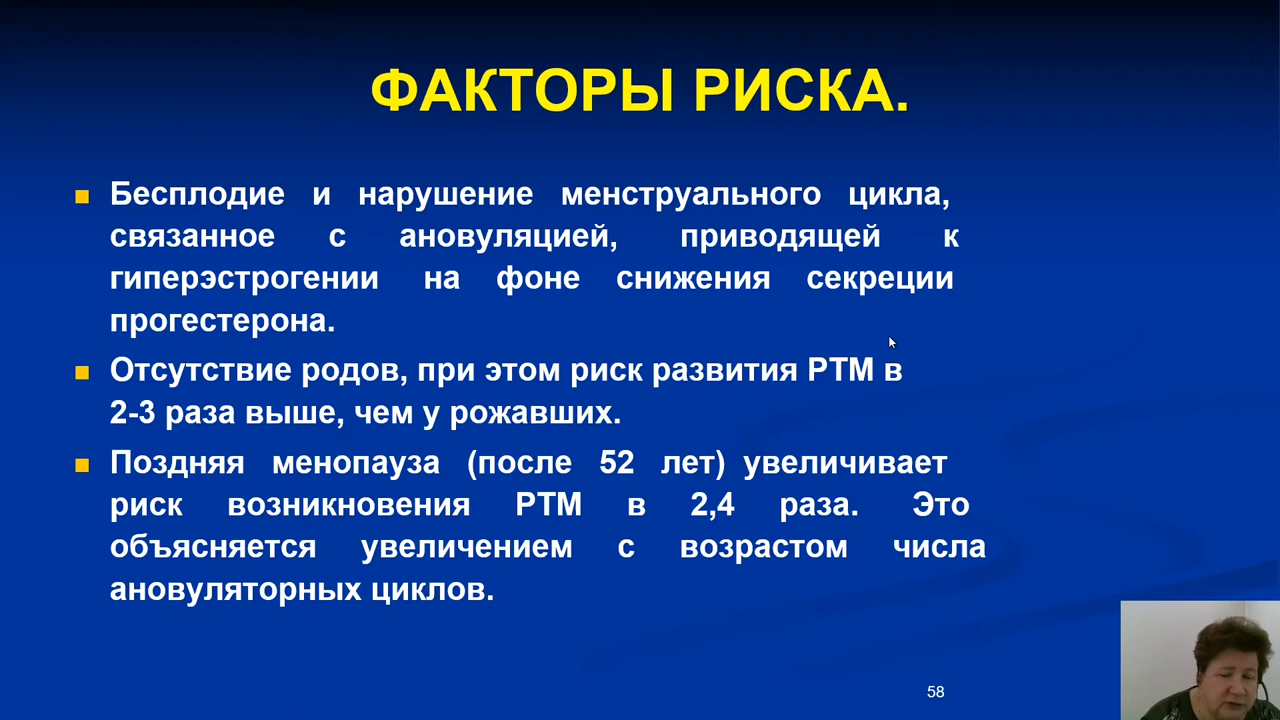 ФАКТОРЫ РИСКА.
Бесплодие и нарушение менструального цикла,
связанное с ановуляцией, приводящей к
гиперэстрогении на фоне снижения секреции
прогестерона.
Отсутствие родов, при этом риск развития РТМ в
2-3 раза выше, чем у рожавших.
Поздняя менопауза (после 52 лет) увеличивает
риск возникновения РТМ в 2,4 раза. Это
объясняется увеличением с возрастом числа
ановуляторных циклов.
58